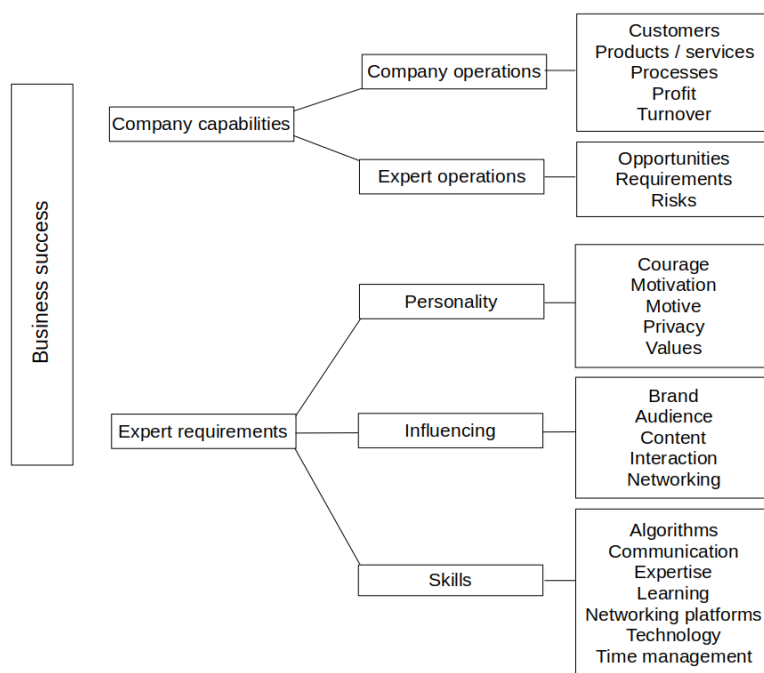 Business success
Company capabilities
Company operations
Customers
Products / services
Processes
Profit
Turnover
Expert operations
Opportunities
Requirements
Risks
Expert requirements
Personality
Courage
Motivation
Motive
Privacy
Values
Influencing
Brand
Audience
Content
Interaction
Networking
Skills
Algorithms
Communication
Expertise
Learning
Networking platforms
Technology
Time management